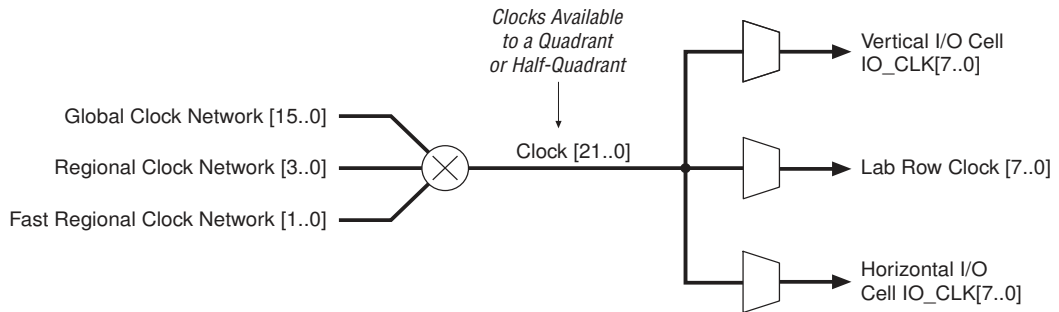 Clocks Available
to a Quadrant
or Half-Quadrant
Vertical I/O Cell
IO_CLK[7..0]
Global Clock Network [15..0]
Clock [21..0]
Regional Clock Network [3..0]
Lab Row Clock [7..0]
Fast Regional Clock Network [1..0]
Horizontal I/O
Cell IO_CLK[7..0]